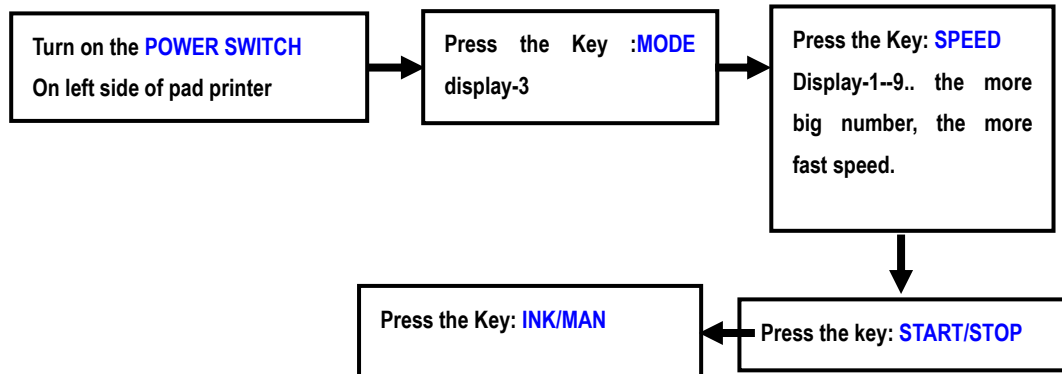 Turn on the POWER SWITCH
On left side of pad printer
Press the Key :MODE
display-3
Press the Key: SPEED
Display-1--9.. the more
big number, the more
fast speed.
Press the key: START/STOP
Press the Key: INK/MAN